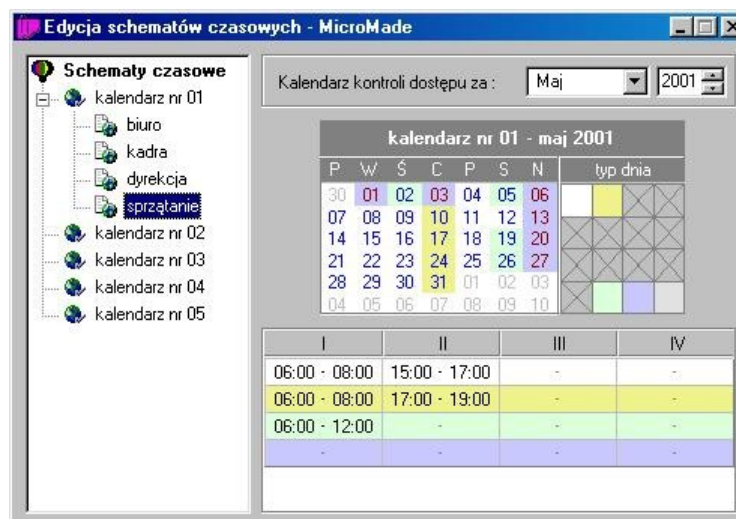 Edycja schematów czasowych - MicroMade
Schematy czasowe
kalendarz nr 01
biuro
kadra
dyrekcja
sprzątanie
kalendarz nr 02
kalendarz nr 03
kalendarz nr 04
kalendarz nr 05
Kalendarz kontroli dostępu za : Maj 2001
kalendarz nr 01 - maj 2001
P W Ś C P S N typ dnia
30 01 02 03 04 05 06
07 08 09 10 11 12 13
14 15 16 17 18 19 20
21 22 23 24 25 26 27
28 29 30 31 01 02 03
04 05 06 07 08 09 10
I II III IV
06:00 - 08:00 15:00 - 17:00 - -
06:00 - 08:00 17:00 - 19:00 - -
06:00 - 12:00 - - -
- - - -